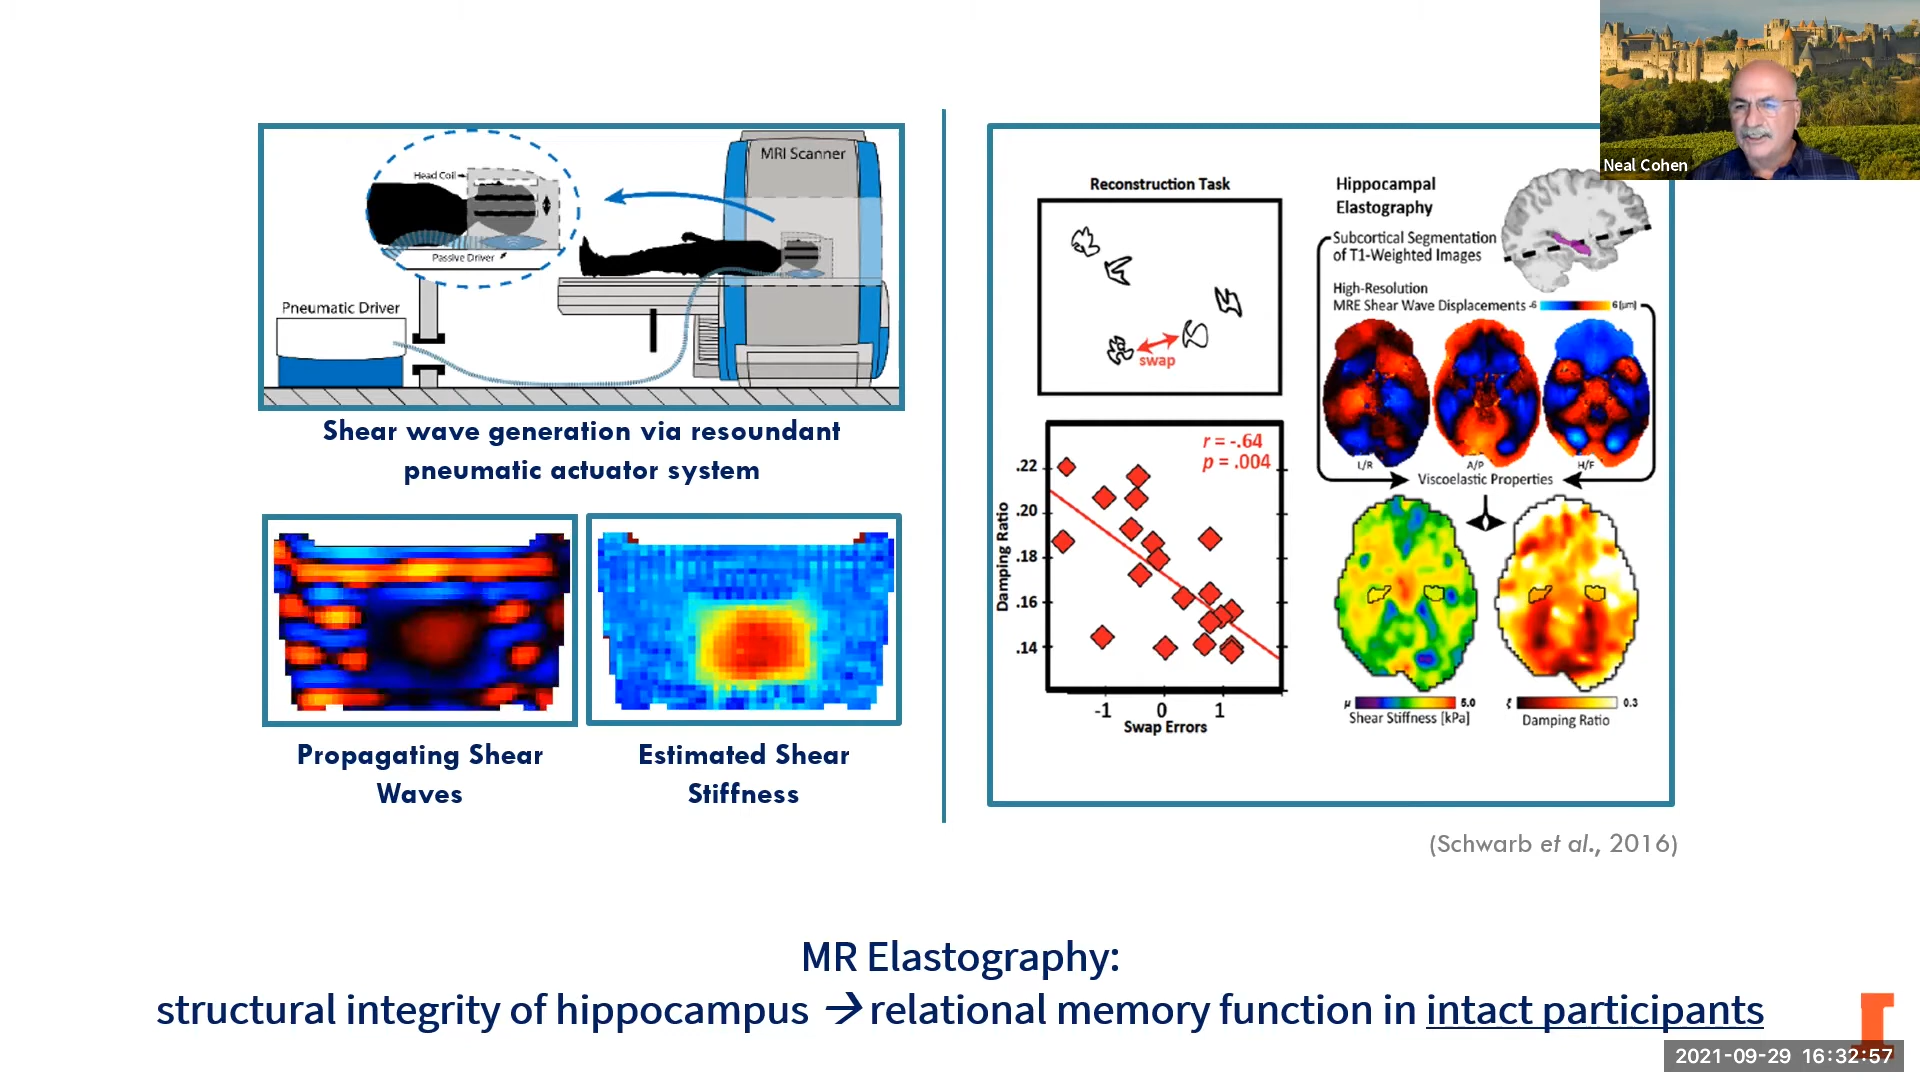 Neal Cohen
MRI Scanner
Head Coil
Passive Driver
Pneumatic Driver
Shear wave generation via resoundant
pneumatic actuator system
Propagating Shear
Waves
Estimated Shear
Stiffness
Reconstruction Task
swap
r = -.64
p = .004
.22
.20
.18
.16
.14
Damping Ratio
-1 0 1
Swap Errors
Hippocampal
Elastography
Subcortical Segmentation
of T1-Weighted Images
High-Resolution
MRE Shear Wave Displacements -6 6 [μm]
L/R A/P H/F
Viscoelastic Properties
μ 5.0
Shear Stiffness [kPa]
ξ 0.3
Damping Ratio
(Schwarb et al., 2016)
MR Elastography:
structural integrity of hippocampus → relational memory function in intact participants
2021-09-29 16:32:57